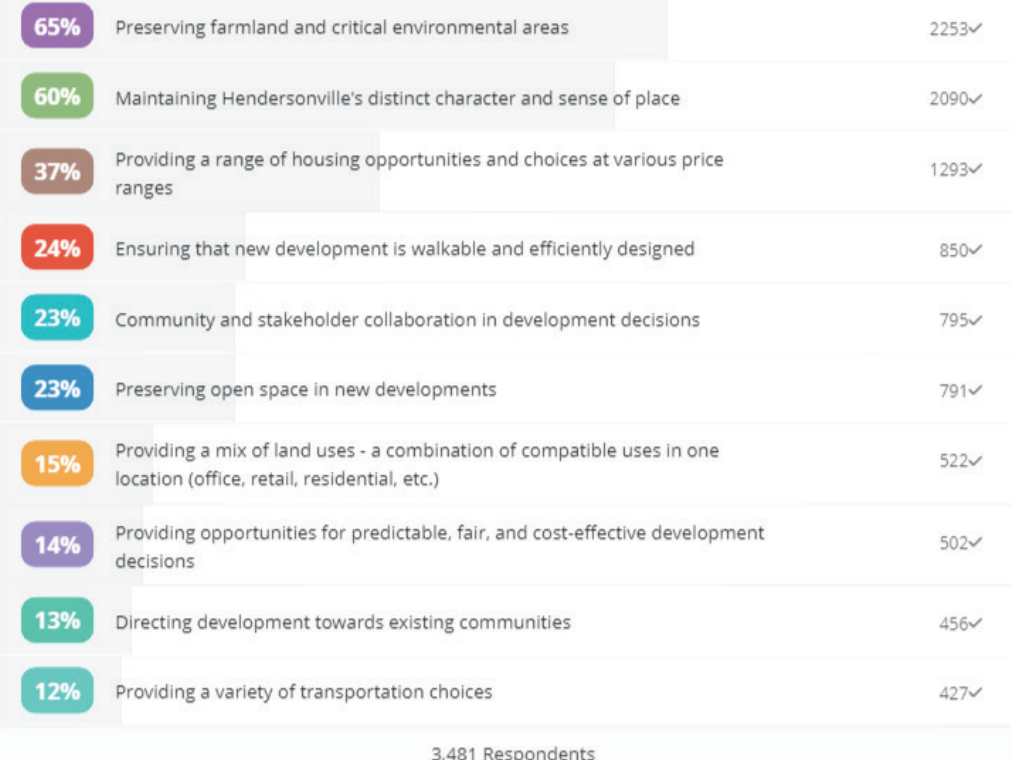 65% Preserving farmland and critical environmental areas 2253✓
60% Maintaining Hendersonville's distinct character and sense of place 2090✓
37% Providing a range of housing opportunities and choices at various price 1293✓
ranges
24% Ensuring that new development is walkable and efficiently designed 850✓
23% Community and stakeholder collaboration in development decisions 795✓
23% Preserving open space in new developments 791✓
15% Providing a mix of land uses - a combination of compatible uses in one 522✓
location (office, retail, residential, etc.)
14% Providing opportunities for predictable, fair, and cost-effective development 502✓
decisions
13% Directing development towards existing communities 456✓
12% Providing a variety of transportation choices 427✓
3,481 Respondents